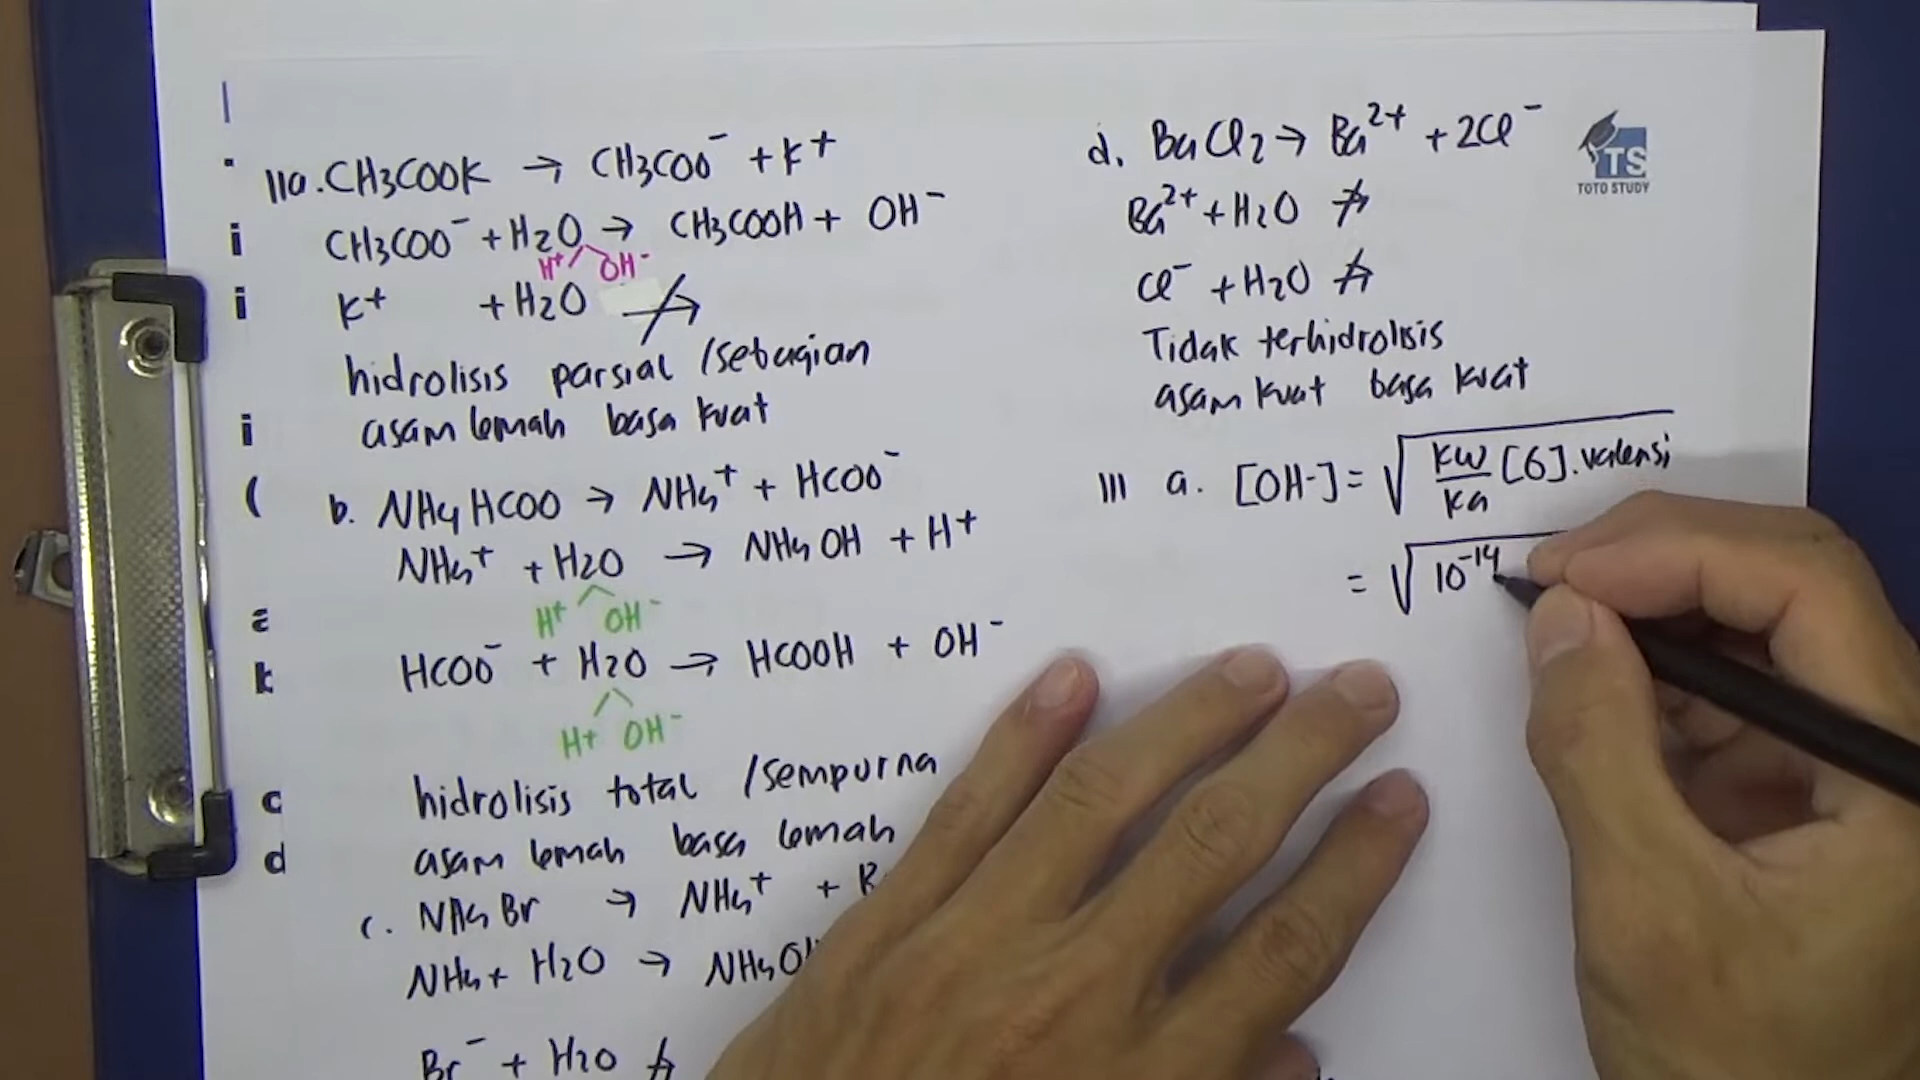 11a. CH3COOK → CH3COO⁻ + K+
CH3COO⁻ + H2O → CH3COOH + OH⁻
H+ OH⁻
K+ + H2O ↛
hidrolisis parsial /sebagian
asam lemah basa kuat
b. NH4HCOO → NH4+ + HCOO⁻
NH4+ + H2O → NH4OH + H+
H+ OH⁻
HCOO⁻ + H2O → HCOOH + OH⁻
H+ OH⁻
hidrolisis total /sempurna
asam lemah basa lemah
c. NH4Br → NH4+ +
NH4+ H2O → NH4O
Br⁻ + H2O ↛
i
i
i
(
a
b
c
d
d. BaCl2 → Ba²+ + 2Cl⁻
Ba²+ + H2O ↛
Cl⁻ + H2O ↛
Tidak terhidrolisis
asam kuat basa kuat
III a. [OH-] = √ kw/ka [G].valensi
= √ 10⁻¹⁴
TS
TOTO STUDY